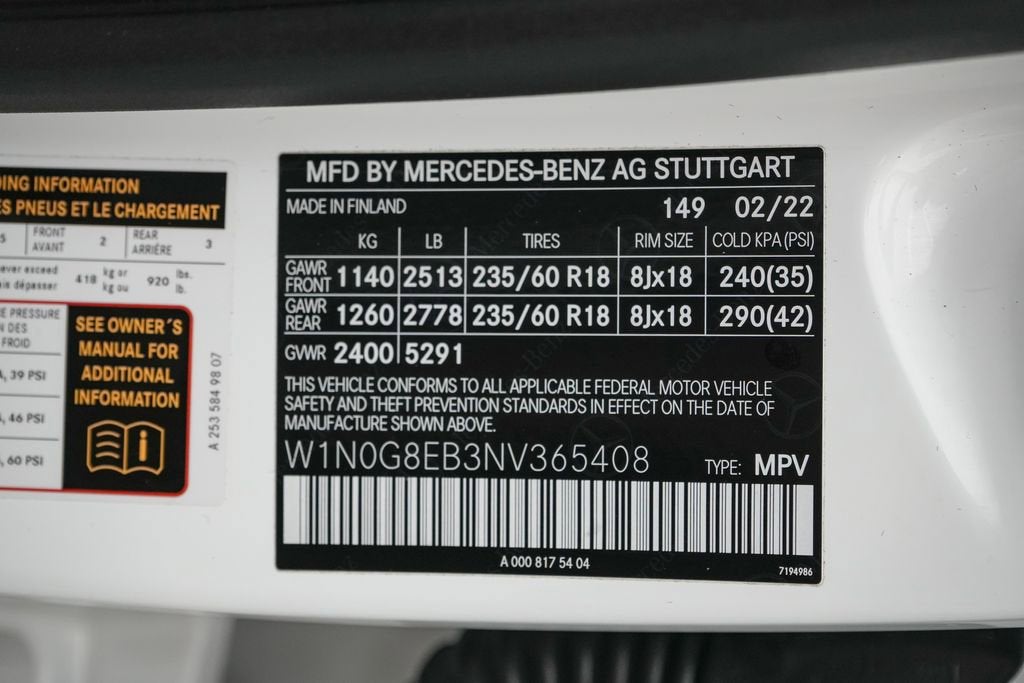 DING INFORMATION
ES PNEUS ET LE CHARGEMENT
5 FRONT AVANT 2 REAR ARRIÈRE 3
ever exceed
is dépasser 418 kg or kg ou 920 lbs. lb.
E PRESSURE
N DES
FROID
A, 39 PSI
46 PSI
60 PSI
SEE OWNER´S
MANUAL FOR
ADDITIONAL
INFORMATION
A 253 584 98 07
MFD BY MERCEDES-BENZ AG STUTTGART
MADE IN FINLAND 149 02/22
KG LB TIRES RIM SIZE COLD KPA(PSI)
GAWR FRONT 1140 2513 235/60 R18 8Jx18 240(35)
GAWR REAR 1260 2778 235/60 R18 8Jx18 290(42)
GVWR 2400 5291
THIS VEHICLE CONFORMS TO ALL APPLICABLE FEDERAL MOTOR VEHICLE
SAFETY AND THEFT PREVENTION STANDARDS IN EFFECT ON THE DATE OF
MANUFACTURE SHOWN ABOVE.
W1N0G8EB3NV365408 TYPE: MPV
A 000 817 54 04
7194986